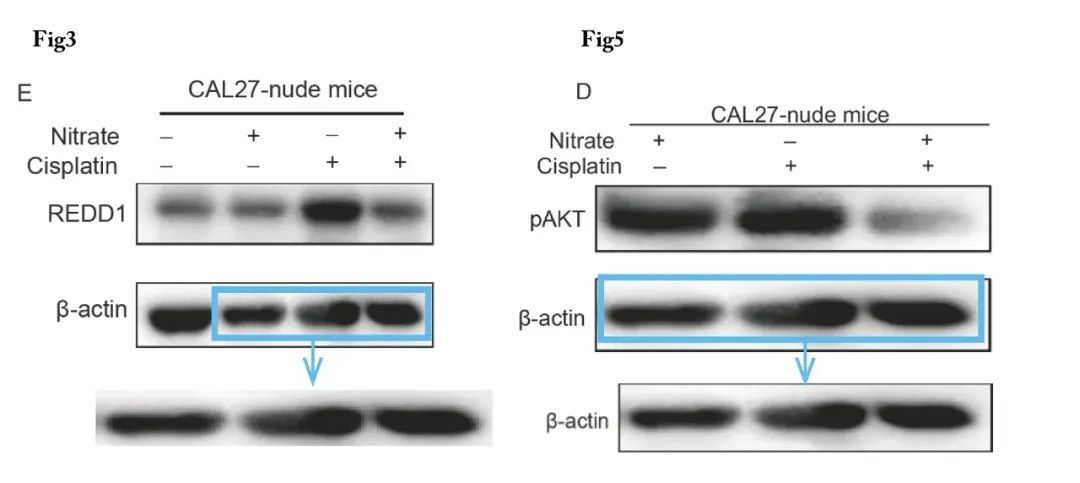 Fig3
E
CAL27-nude mice
Nitrate – + – +
Cisplatin – – + +
REDD1
β-actin
Fig5
D
CAL27-nude mice
Nitrate + – +
Cisplatin – + +
pAKT
β-actin
β-actin